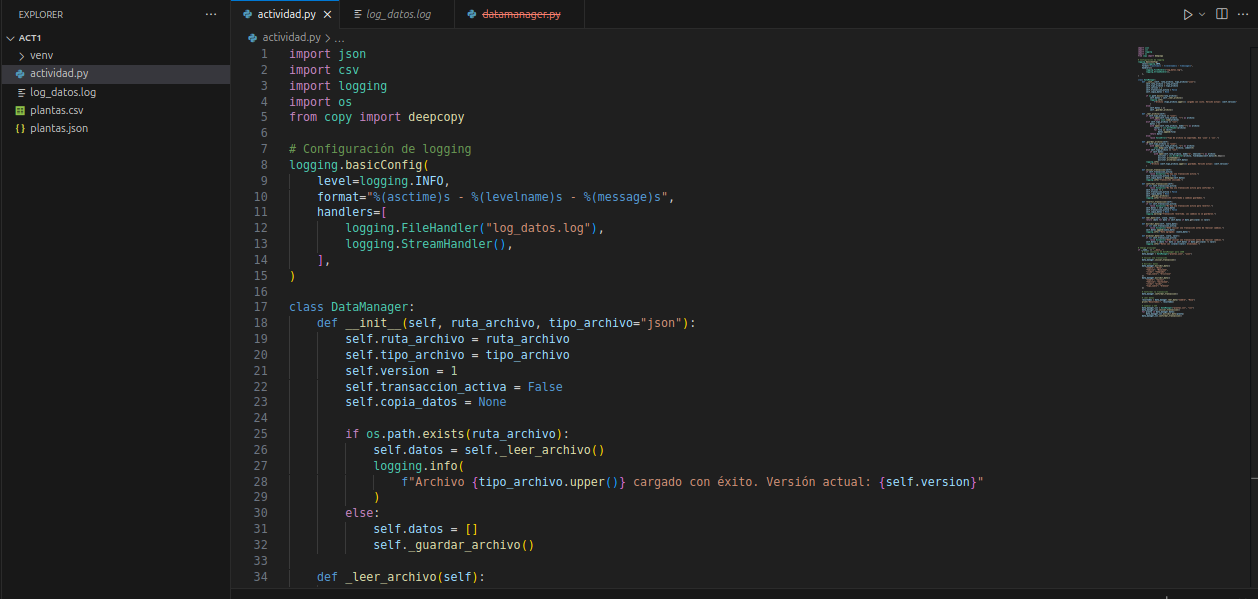 EXPLORER ...
ACT1
venv
actividad.py
log_datos.log
plantas.csv
{} plantas.json
actividad.py × log_datos.log datamanager.py ...
actividad.py > ...
1 import json
2 import csv
3 import logging
4 import os
5 from copy import deepcopy
6
7 # Configuración de logging
8 logging.basicConfig(
9     level=logging.INFO,
10     format="%(asctime)s - %(levelname)s - %(message)s",
11     handlers=[
12         logging.FileHandler("log_datos.log"),
13         logging.StreamHandler(),
14     ],
15 )
16
17 class DataManager:
18     def __init__(self, ruta_archivo, tipo_archivo="json"):
19         self.ruta_archivo = ruta_archivo
20         self.tipo_archivo = tipo_archivo
21         self.version = 1
22         self.transaccion_activa = False
23         self.copia_datos = None
24
25         if os.path.exists(ruta_archivo):
26             self.datos = self._leer_archivo()
27             logging.info(
28                 f"Archivo {tipo_archivo.upper()} cargado con éxito. Versión actual: {self.version}"
29             )
30         else:
31             self.datos = []
32             self._guardar_archivo()
33
34     def _leer_archivo(self):